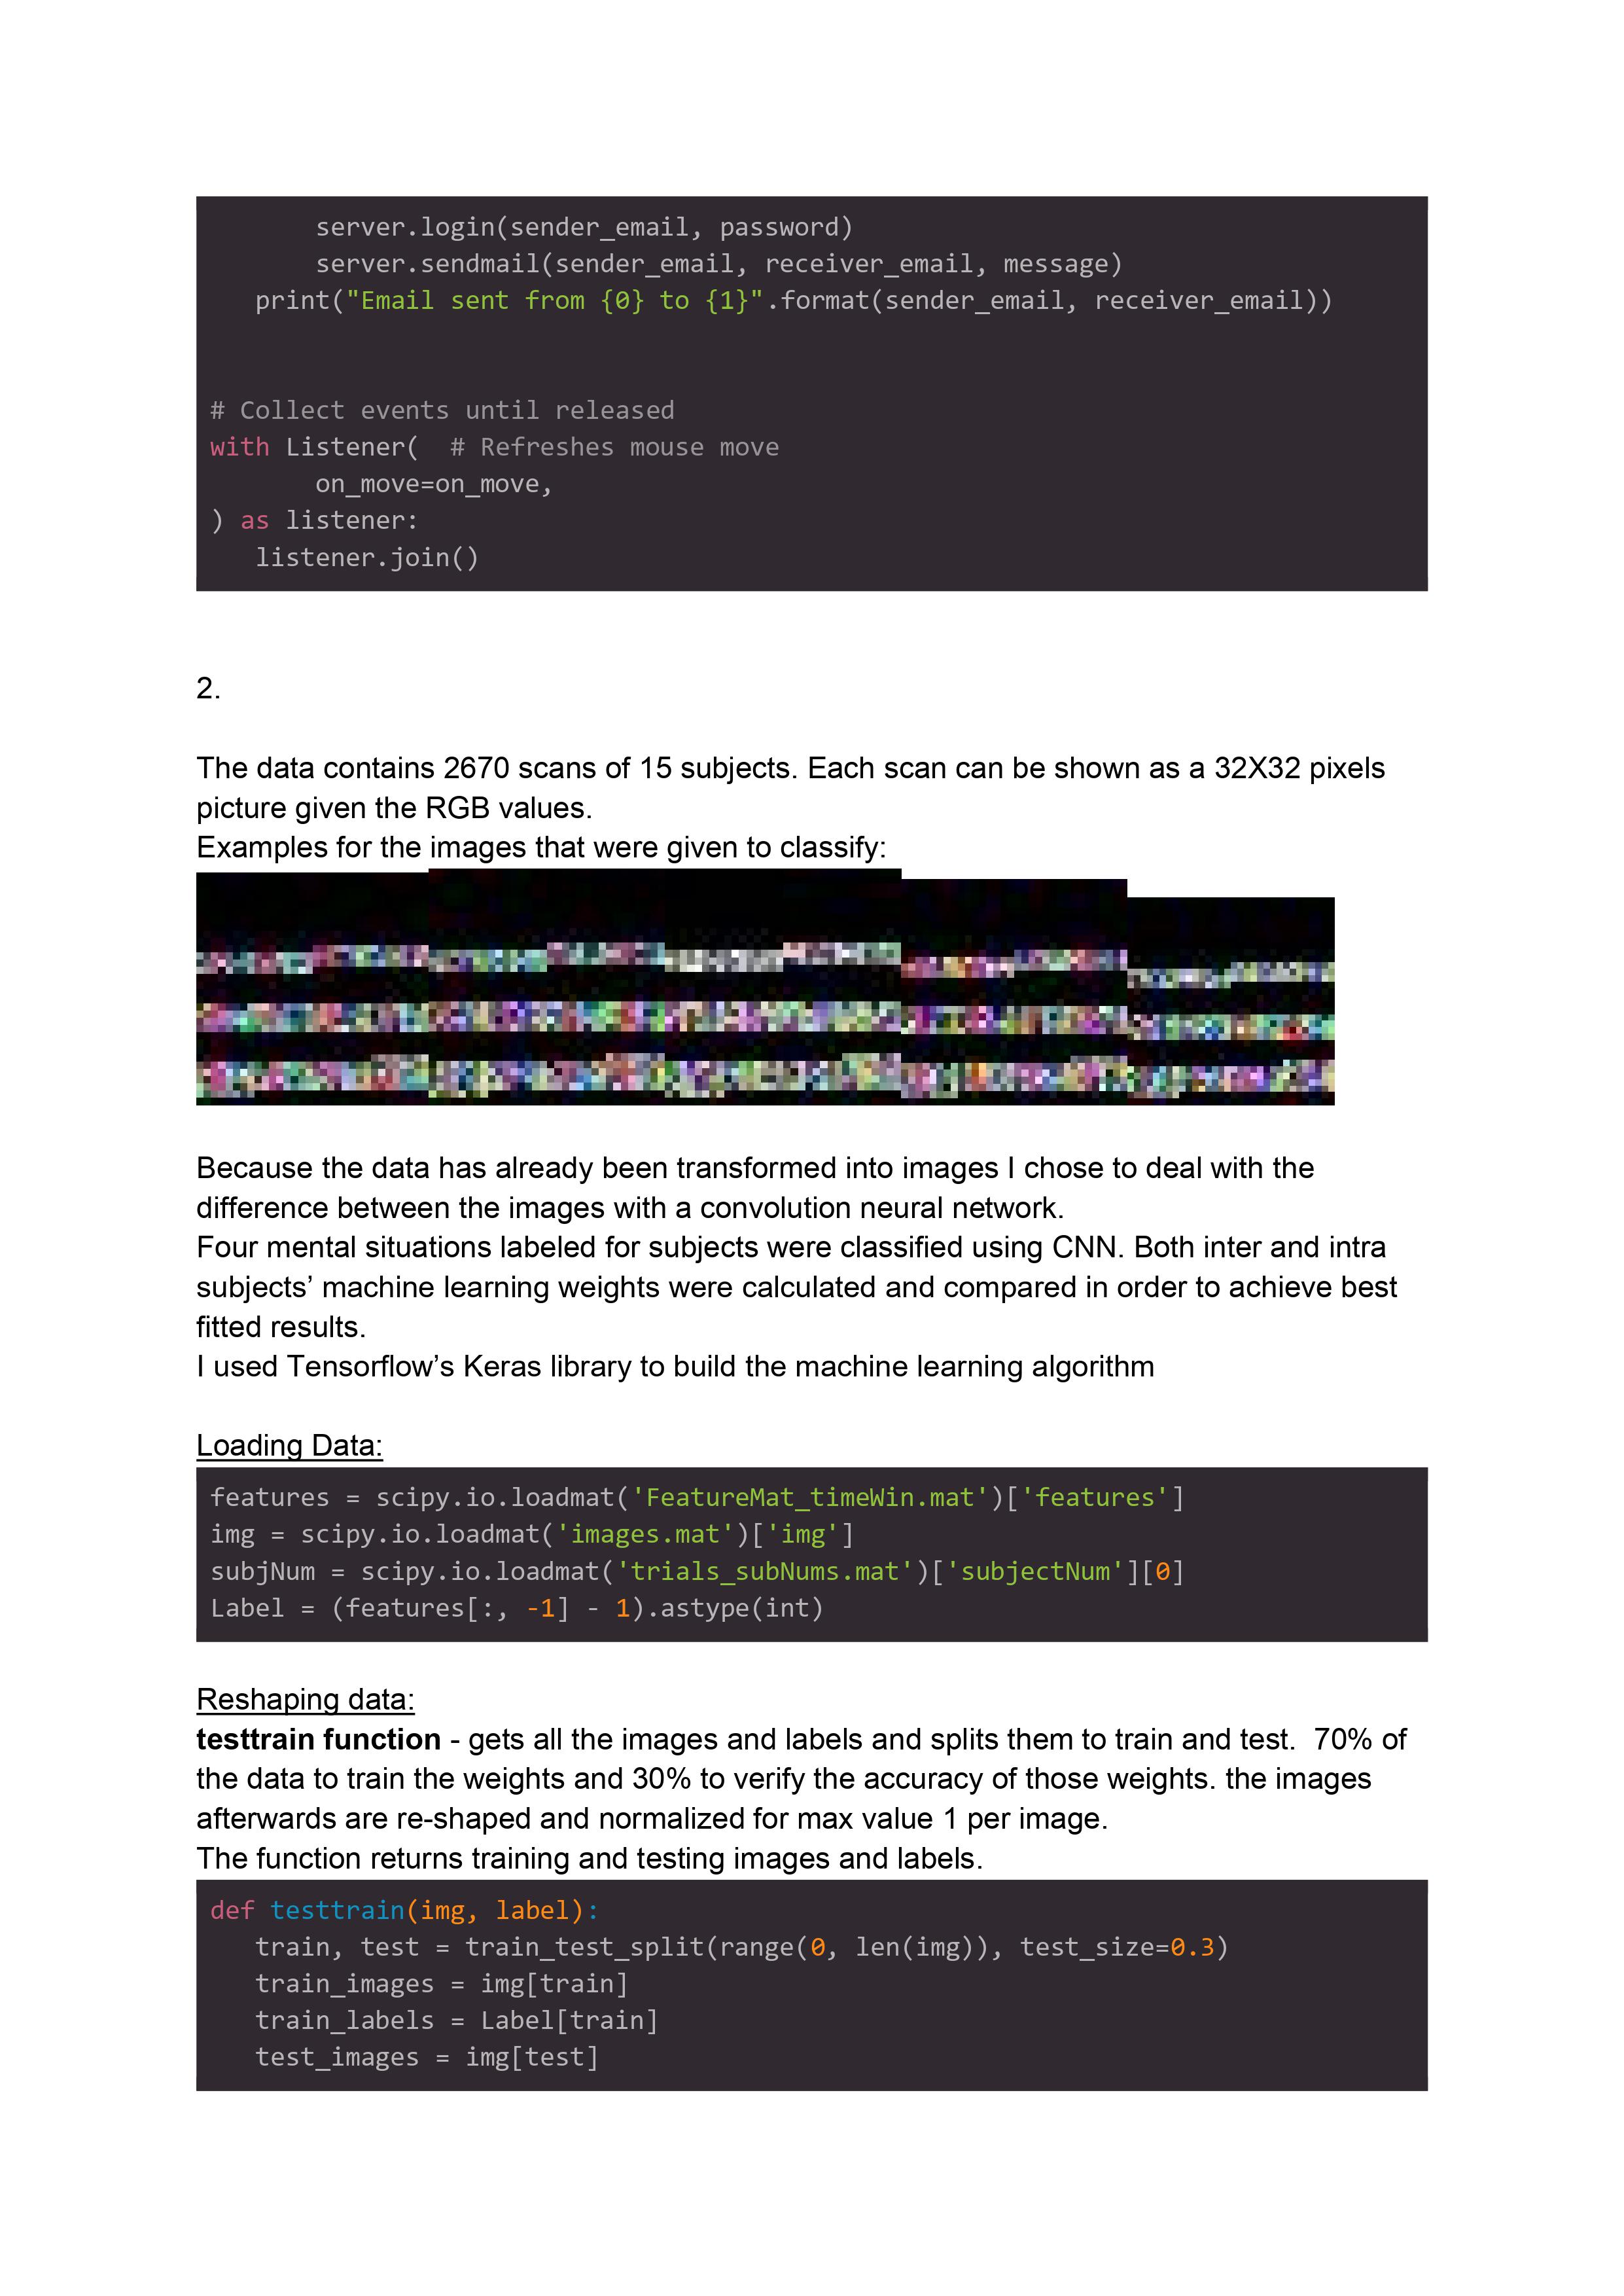 server.login(sender_email, password)
server.sendmail(sender_email, receiver_email, message)
print("Email sent from {0} to {1}".format(sender_email, receiver_email))
# Collect events until released
with Listener(  # Refreshes mouse move
on_move=on_move,
) as listener:
listener.join()
2.
The data contains 2670 scans of 15 subjects. Each scan can be shown as a 32X32 pixels
picture given the RGB values.
Examples for the images that were given to classify:
Because the data has already been transformed into images I chose to deal with the
difference between the images with a convolution neural network.
Four mental situations labeled for subjects were classified using CNN. Both inter and intra
subjects’ machine learning weights were calculated and compared in order to achieve best
fitted results.
I used Tensorflow’s Keras library to build the machine learning algorithm
Loading Data:
features = scipy.io.loadmat('FeatureMat_timeWin.mat')['features']
img = scipy.io.loadmat('images.mat')['img']
subjNum = scipy.io.loadmat('trials_subNums.mat')['subjectNum'][0]
Label = (features[:, -1] - 1).astype(int)
Reshaping data:
testtrain function - gets all the images and labels and splits them to train and test.  70% of
the data to train the weights and 30% to verify the accuracy of those weights. the images
afterwards are re-shaped and normalized for max value 1 per image.
The function returns training and testing images and labels.
def testtrain(img, label):
train, test = train_test_split(range(0, len(img)), test_size=0.3)
train_images = img[train]
train_labels = Label[train]
test_images = img[test]